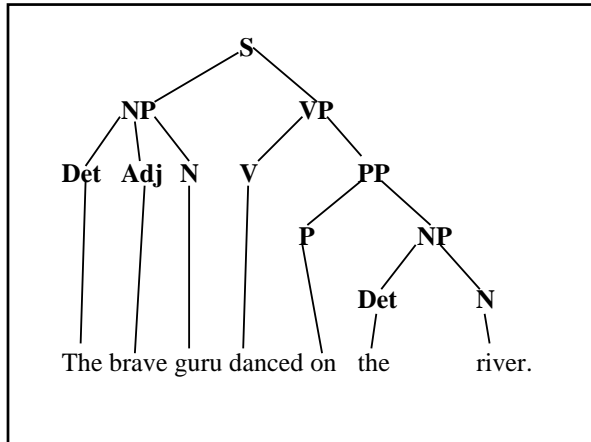 S
NP VP
Det Adj N V PP
P NP
Det N
The brave guru danced on the river.